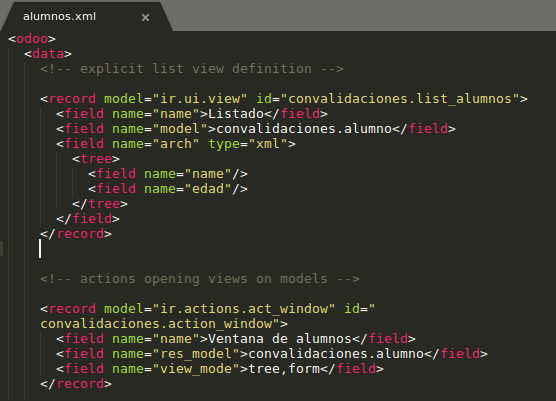 alumnos.xml ×
<odoo>
<data>
<!-- explicit list view definition -->
<record model="ir.ui.view" id="convalidaciones.list_alumnos">
<field name="name">Listado</field>
<field name="model">convalidaciones.alumno</field>
<field name="arch" type="xml">
<tree>
<field name="name"/>
<field name="edad"/>
</tree>
</field>
</record>
<!-- actions opening views on models -->
<record model="ir.actions.act_window" id="
convalidaciones.action_window">
<field name="name">Ventana de alumnos</field>
<field name="res_model">convalidaciones.alumno</field>
<field name="view_mode">tree,form</field>
</record>